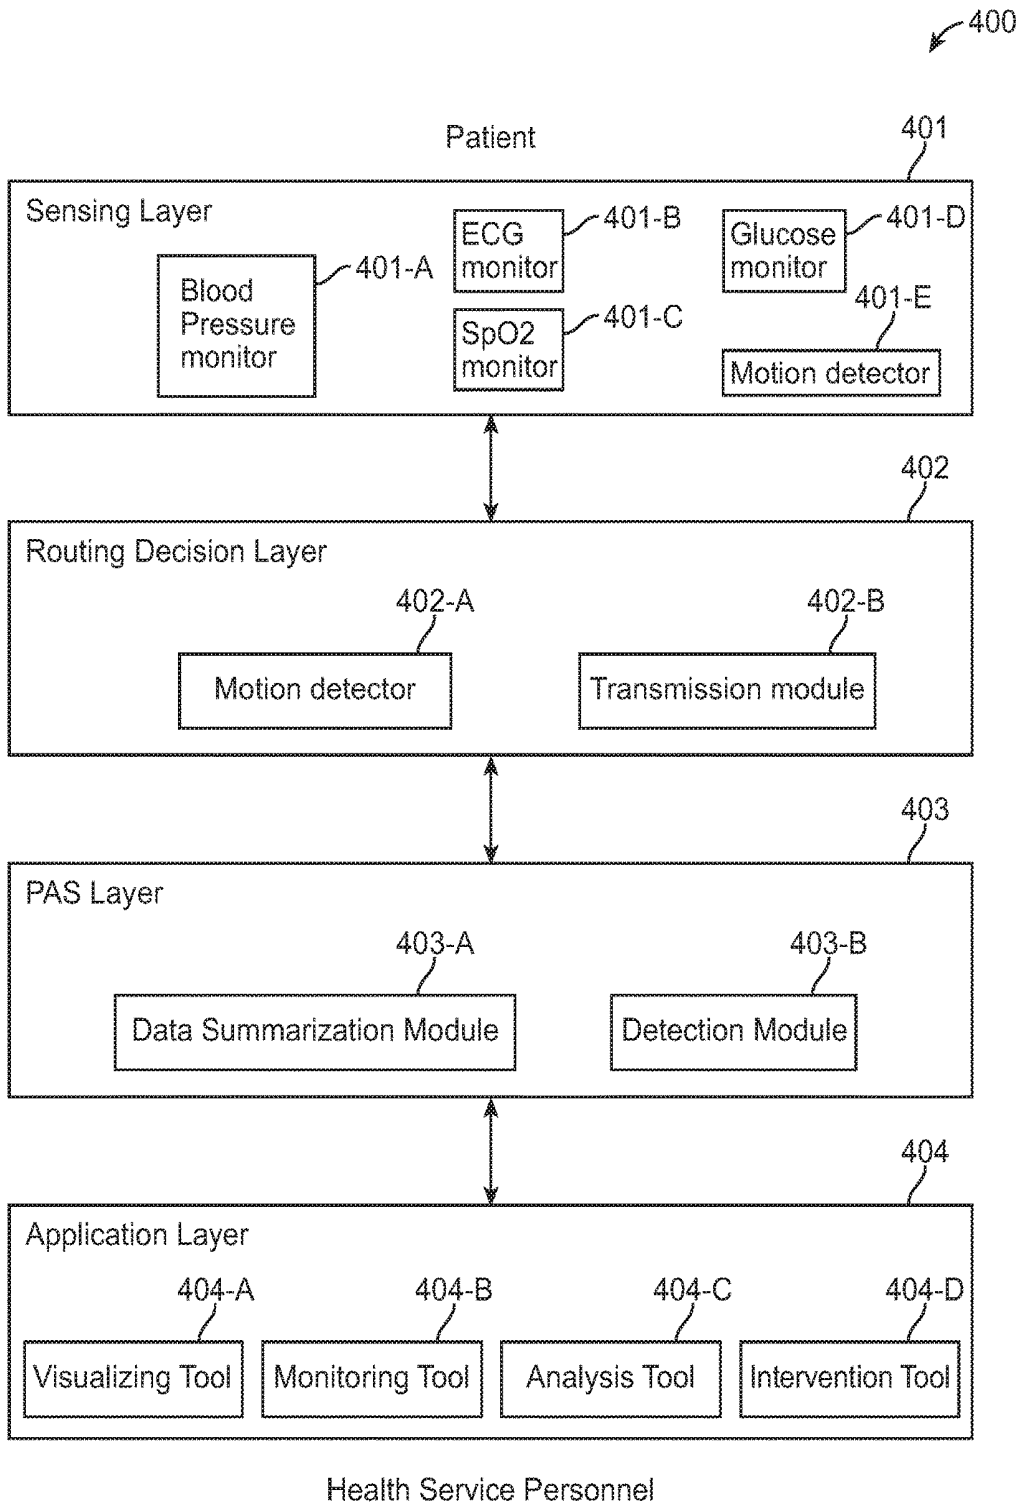 400
Patient
401
Sensing Layer
401-A
Blood
Pressure
monitor
401-B
ECG
monitor
401-C
SpO2
monitor
401-D
Glucose
monitor
401-E
Motion detector
402
Routing Decision Layer
402-A
Motion detector
402-B
Transmission module
403
PAS Layer
403-A
Data Summarization Module
403-B
Detection Module
404
Application Layer
404-A
Visualizing Tool
404-B
Monitoring Tool
404-C
Analysis Tool
404-D
Intervention Tool
Health Service Personnel